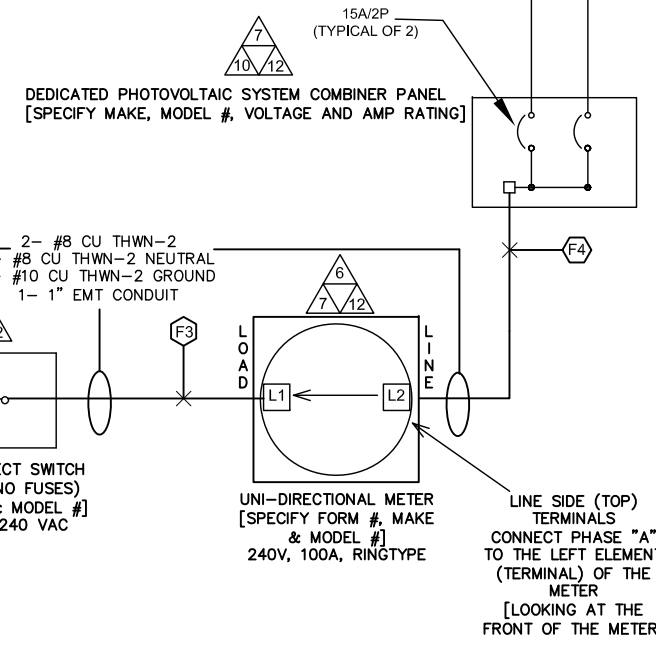 15A/2P
(TYPICAL OF 2)
7
10 12
DEDICATED PHOTOVOLTAIC SYSTEM COMBINER PANEL
[SPECIFY MAKE, MODEL #, VOLTAGE AND AMP RATING]
2- #8 CU THWN-2
#8 CU THWN-2 NEUTRAL
#10 CU THWN-2 GROUND
1- 1" EMT CONDUIT
F4
6
7 12
2
F3
LOAD
LINE
L1
L2
ECT SWITCH
NO FUSES)
MODEL #]
240 VAC
UNI-DIRECTIONAL METER
[SPECIFY FORM #, MAKE
& MODEL #]
240V, 100A, RINGTYPE
LINE SIDE (TOP)
TERMINALS
CONNECT PHASE "A"
TO THE LEFT ELEMENT
(TERMINAL) OF THE
METER
[LOOKING AT THE
FRONT OF THE METER